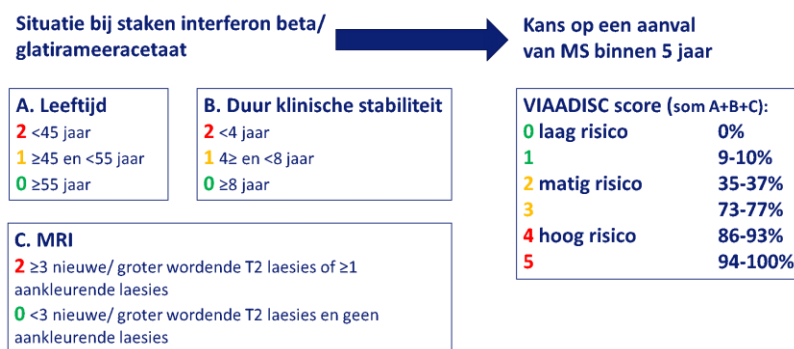 Situatie bij staken interferon beta/
glatirameeracetaat
Kans op een aanval
van MS binnen 5 jaar
A. Leeftijd
2 <45 jaar
1 ≥45 en <55 jaar
0 ≥55 jaar
B. Duur klinische stabiliteit
2 <4 jaar
1 4≥ en <8 jaar
0 ≥8 jaar
C. MRI
2 ≥3 nieuwe/ groter wordende T2 laesies of ≥1
aankleurende laesies
0 <3 nieuwe/ groter wordende T2 laesies en geen
aankleurende laesies
VIAADISC score (som A+B+C):
0 laag risico 0%
1 9-10%
2 matig risico 35-37%
3 73-77%
4 hoog risico 86-93%
5 94-100%